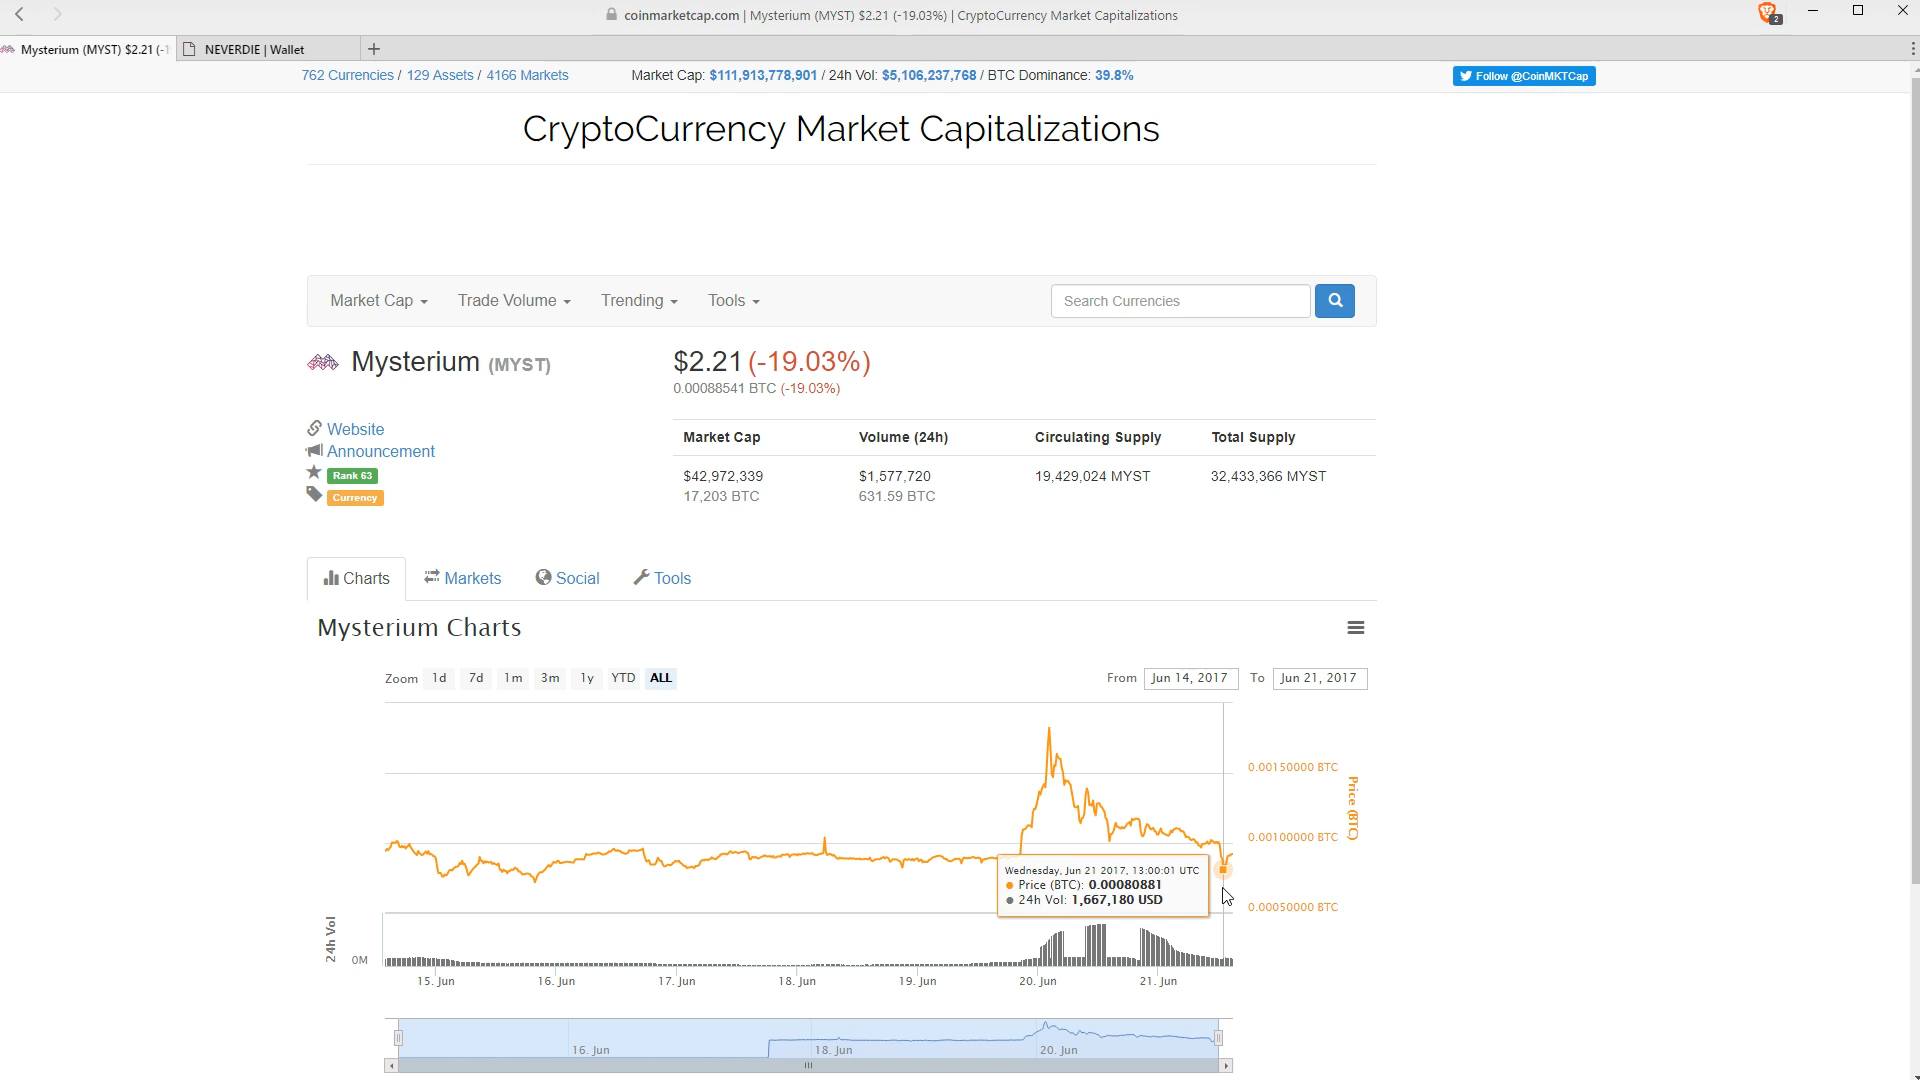 coinmarketcap.com | Mysterium (MYST) $2.21 (-19.03%) | CryptoCurrency Market Capitalizations
2
Mysterium (MYST) $2.21 (-1
NEVERDIE | Wallet
762 Currencies / 129 Assets / 4166 Markets
Market Cap: $111,913,778,901 / 24h Vol: $5,106,237,768 / BTC Dominance: 39.8%
Follow @CoinMKTCap
CryptoCurrency Market Capitalizations
Market Cap
Trade Volume
Trending
Tools
Search Currencies
Mysterium (MYST)
$2.21 (-19.03%)
0.00088541 BTC (-19.03%)
Website
Announcement
Rank 63
Currency
Market Cap
Volume (24h)
Circulating Supply
Total Supply
$42,972,339
$1,577,720
19,429,024 MYST
32,433,366 MYST
17,203 BTC
631.59 BTC
Charts
Markets
Social
Tools
Mysterium Charts
Zoom 1d 7d 1m 3m 1y YTD ALL
From Jun 14, 2017 To Jun 21, 2017
0.00150000 BTC
0.00100000 BTC
0.00050000 BTC
Price (BTC)
Wednesday, Jun 21 2017, 13:00:01 UTC
Price (BTC): 0.00080881
24h Vol: 1,667,180 USD
24h Vol
0M
15. Jun
16. Jun
17. Jun
18. Jun
19. Jun
20. Jun
21. Jun
16. Jun
18. Jun
20. Jun